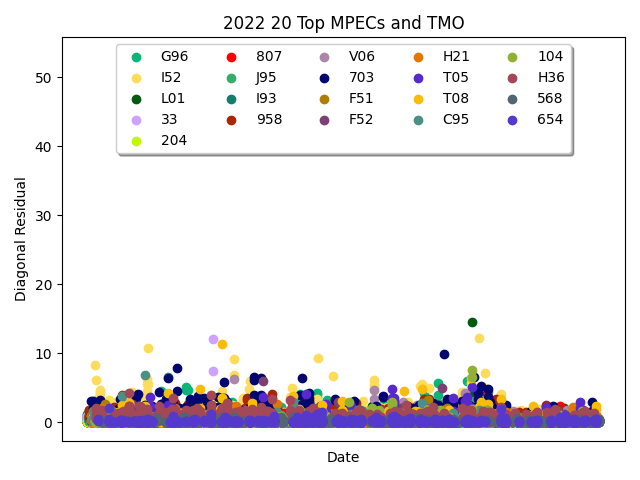 2022 20 Top MPECs and TMO
G96 807 V06 H21 104
I52 J95 703 T05 H36
L01 I93 F51 T08 568
33 958 F52 C95 654
204
50
40
30
20
10
0
Diagonal Residual
Date